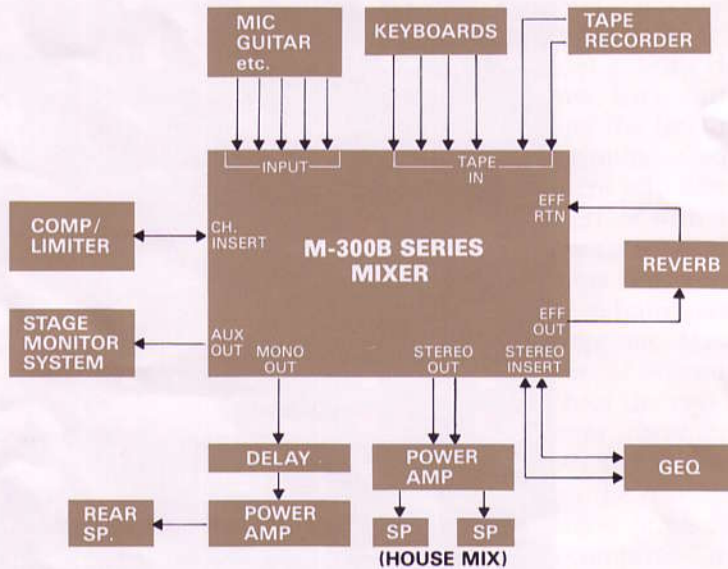 MIC
GUITAR
etc.
KEYBOARDS
TAPE
RECORDER
INPUT
TAPE
IN
EFF
RTN
COMP/
LIMITER
CH.
INSERT
M-300B SERIES
MIXER
REVERB
STAGE
MONITOR
SYSTEM
AUX
OUT
MONO
OUT
STEREO
OUT
EFF
OUT
STEREO
INSERT
DELAY
POWER
AMP
GEQ
REAR
SP.
POWER
AMP
SP
SP
(HOUSE MIX)